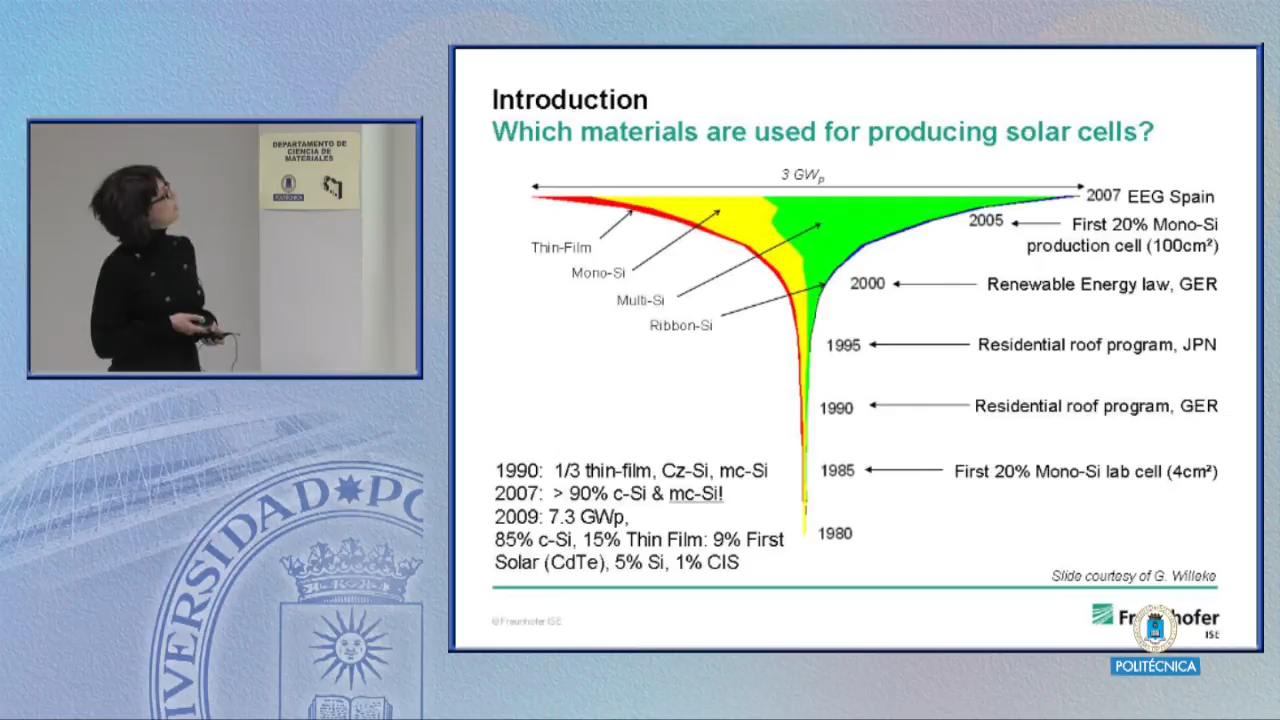 DEPARTAMENTO DE
CIENCIA DE
MATERIALES
POLITÉCNICA
Introduction
Which materials are used for producing solar cells?
3 GWp
2007 EEG Spain
2005 First 20% Mono-Si
production cell (100cm²)
Thin-Film
Mono-Si
2000 Renewable Energy law, GER
Multi-Si
Ribbon-Si
1995 Residential roof program, JPN
1990 Residential roof program, GER
1985 First 20% Mono-Si lab cell (4cm²)
1980
1990: 1/3 thin-film, Cz-Si, mc-Si
2007: > 90% c-Si & mc-Si!
2009: 7.3 GWp,
85% c-Si, 15% Thin Film: 9% First
Solar (CdTe), 5% Si, 1% CIS
Slide courtesy of G. Willeke
© Fraunhofer ISE
ISE
POLITÉCNICA